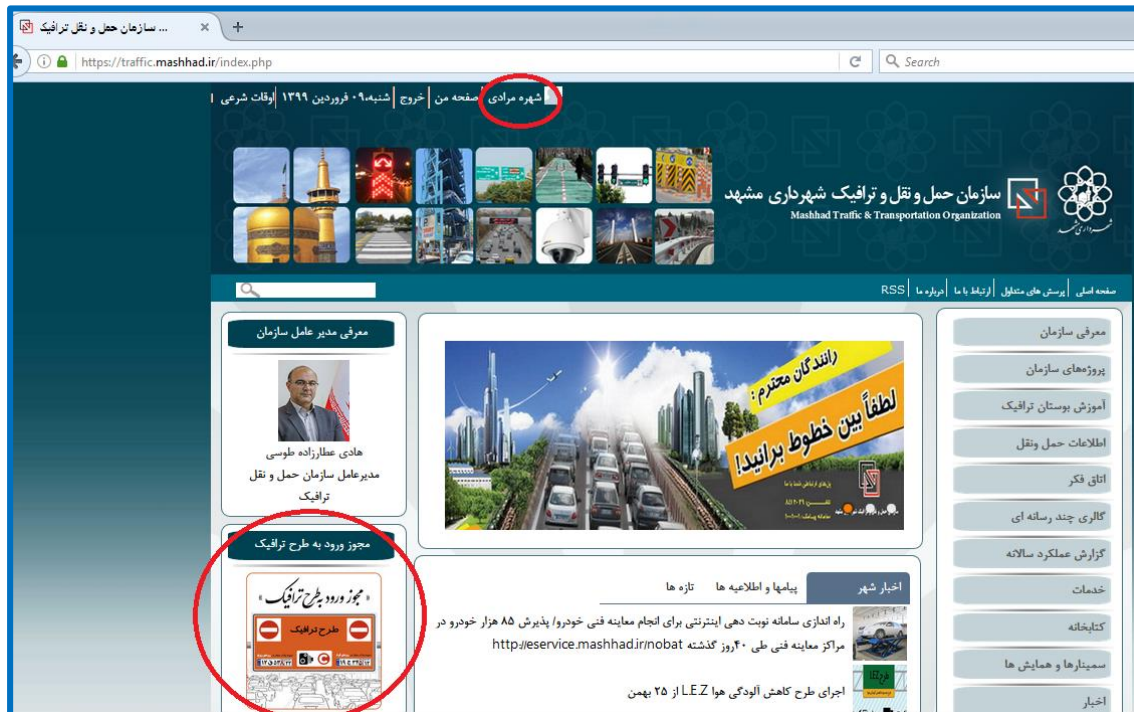 ... سازمان حمل و نقل ترافیک
https://traffic.mashhad.ir/index.php
Search
شهره مرادی | صفحه من | خروج | شنبه،۰۹ فروردین ۱۳۹۹ | اوقات شرعی
سازمان حمل و نقل و ترافیک شهرداری مشهد
Mashhad Traffic & Transportation Organization
صفحه اصلی | پرسش های متداول | ارتباط با ما | درباره ما | RSS
معرفی سازمان
پروژه‌های سازمان
آموزش بوستان ترافیک
اطلاعات حمل ونقل
اتاق فکر
گالری چند رسانه ای
گزارش عملکرد سالانه
خدمات
کتابخانه
سمینارها و همایش ها
اخبار
رانندگان محترم:
لطفاً بین خطوط برانید!
اخبار شهر
پیامها و اطلاعیه ها
تازه ها
راه اندازی سامانه نوبت دهی اینترنتی برای انجام معاینه فنی خودرو/ پذیرش ۸۵ هزار خودرو در
مراکز معاینه فنی طی ۴۰روز گذشته http://eservice.mashhad.ir/nobat
اجرای طرح کاهش آلودگی هوا L.E.Z از ۲۵ بهمن
معرفی مدیر عامل سازمان
هادی عطارزاده طوسی
مدیرعامل سازمان حمل و نقل
ترافیک
مجوز ورود به طرح ترافیک
« مجوز ورود به طرح ترافیک »
طرح ترافیک